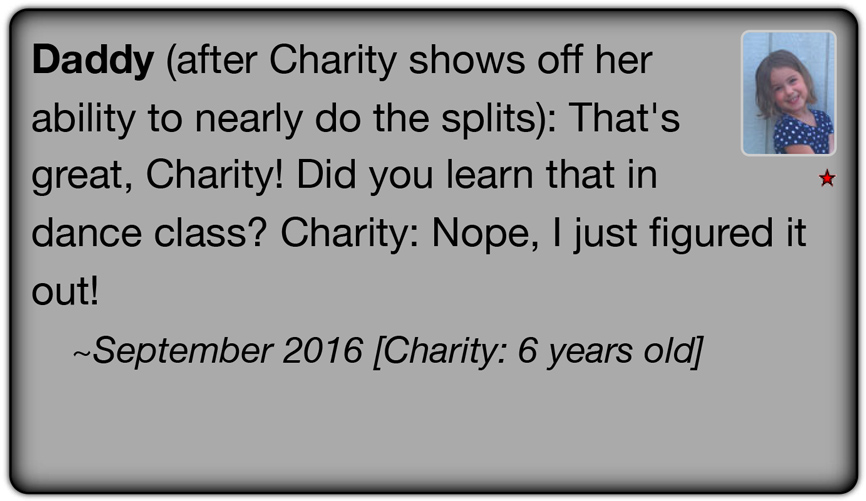 Daddy (after Charity shows off her
ability to nearly do the splits): That's
great, Charity! Did you learn that in
dance class? Charity: Nope, I just figured it
out!
~September 2016 [Charity: 6 years old]